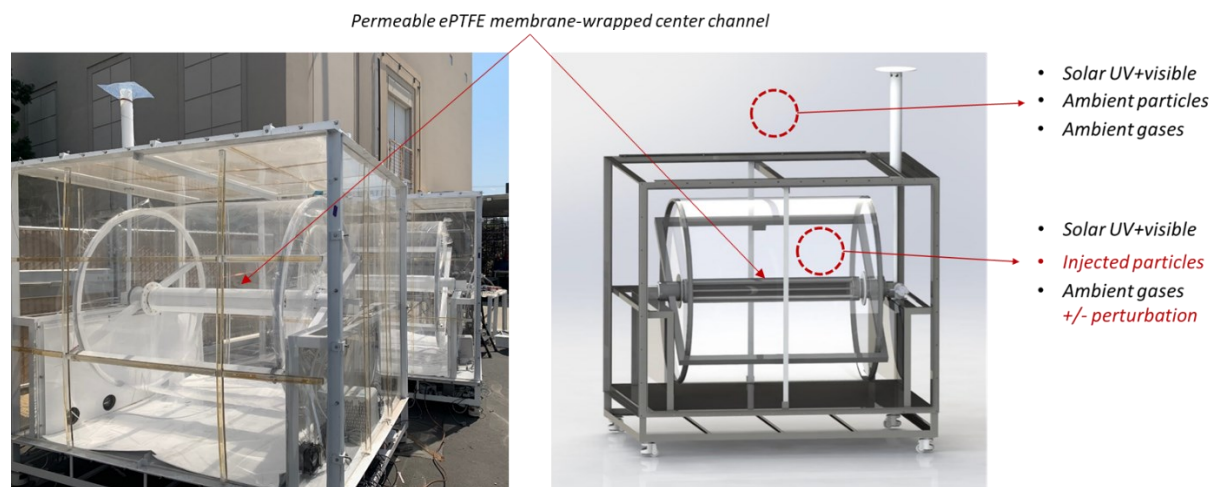 Permeable ePTFE membrane-wrapped center channel
• Solar UV+visible
• Ambient particles
• Ambient gases
• Solar UV+visible
• Injected particles
• Ambient gases
+/- perturbation